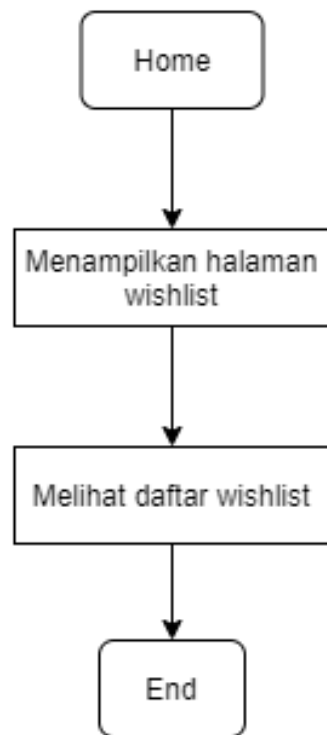 Home
Menampilkan halaman
wishlist
Melihat daftar wishlist
End